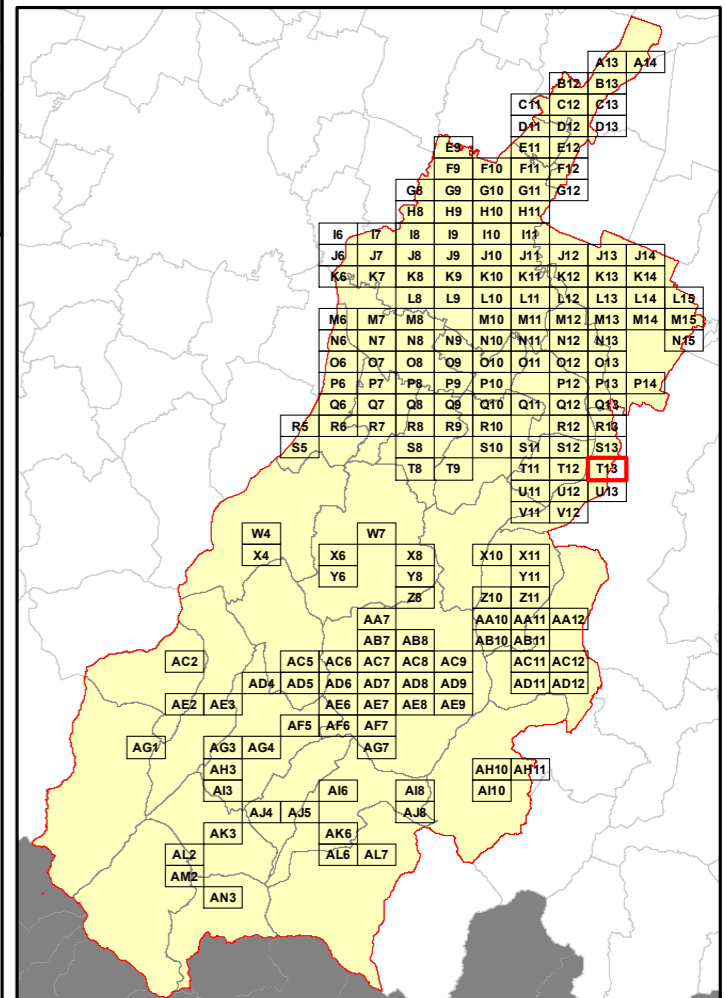 A13 A14
B12 B13
C11 C12 C13
D11 D12 D13
E9 E11 E12
F9 F10 F11 F12
G8 G9 G10 G11 G12
H8 H9 H10 H11
I6 I7 I8 I9 I10 I11
J6 J7 J8 J9 J10 J11 J12 J13 J14
K6 K7 K8 K9 K10 K11 K12 K13 K14
L8 L9 L10 L11 L12 L13 L14 L15
M6 M7 M8 M10 M11 M12 M13 M14 M15
N6 N7 N8 N9 N10 N11 N12 N13 N15
O6 O7 O8 O9 O10 O11 O12 O13
P6 P7 P8 P9 P10 P12 P13 P14
Q6 Q7 Q8 Q9 Q10 Q11 Q12 Q13
R5 R6 R7 R8 R9 R10 R12 R13
S5 S8 S10 S11 S12 S13
T8 T9 T11 T12 T13
U11 U12 U13
V11 V12
W4 W7
X4 X6 X8 X10 X11
Y6 Y8 Y11
Z8 Z10 Z11
AA7 AA10 AA11 AA12
AB7 AB8 AB10 AB11
AC2 AC5 AC6 AC7 AC8 AC9 AC11 AC12
AD4 AD5 AD6 AD7 AD8 AD9 AD11 AD12
AE2 AE3 AE6 AE7 AE8 AE9
AF5 AF6 AF7
AG1 AG3 AG4 AG7
AH3 AH10 AH11
AI3 AI6 AI8 AI10
AJ4 AJ5 AJ8
AK3 AK6
AL2 AL6 AL7
AM2
AN3